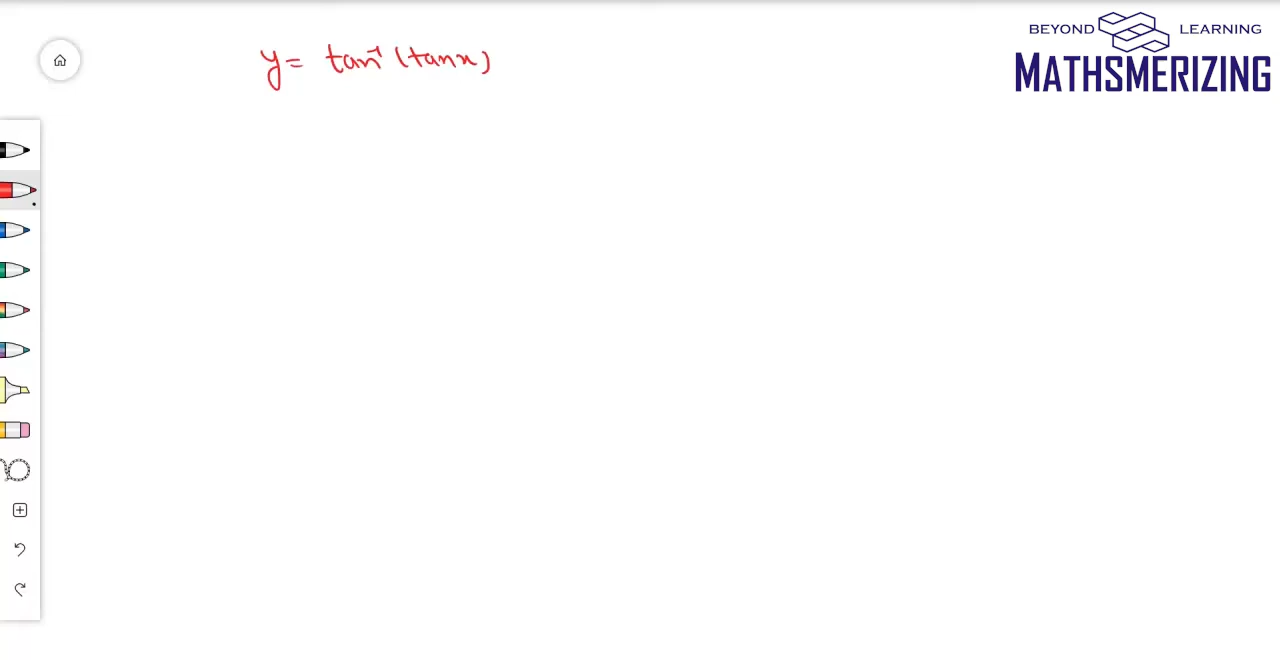 y = tan⁻¹ (tanx)
BEYOND LEARNING
MATHSMERIZING